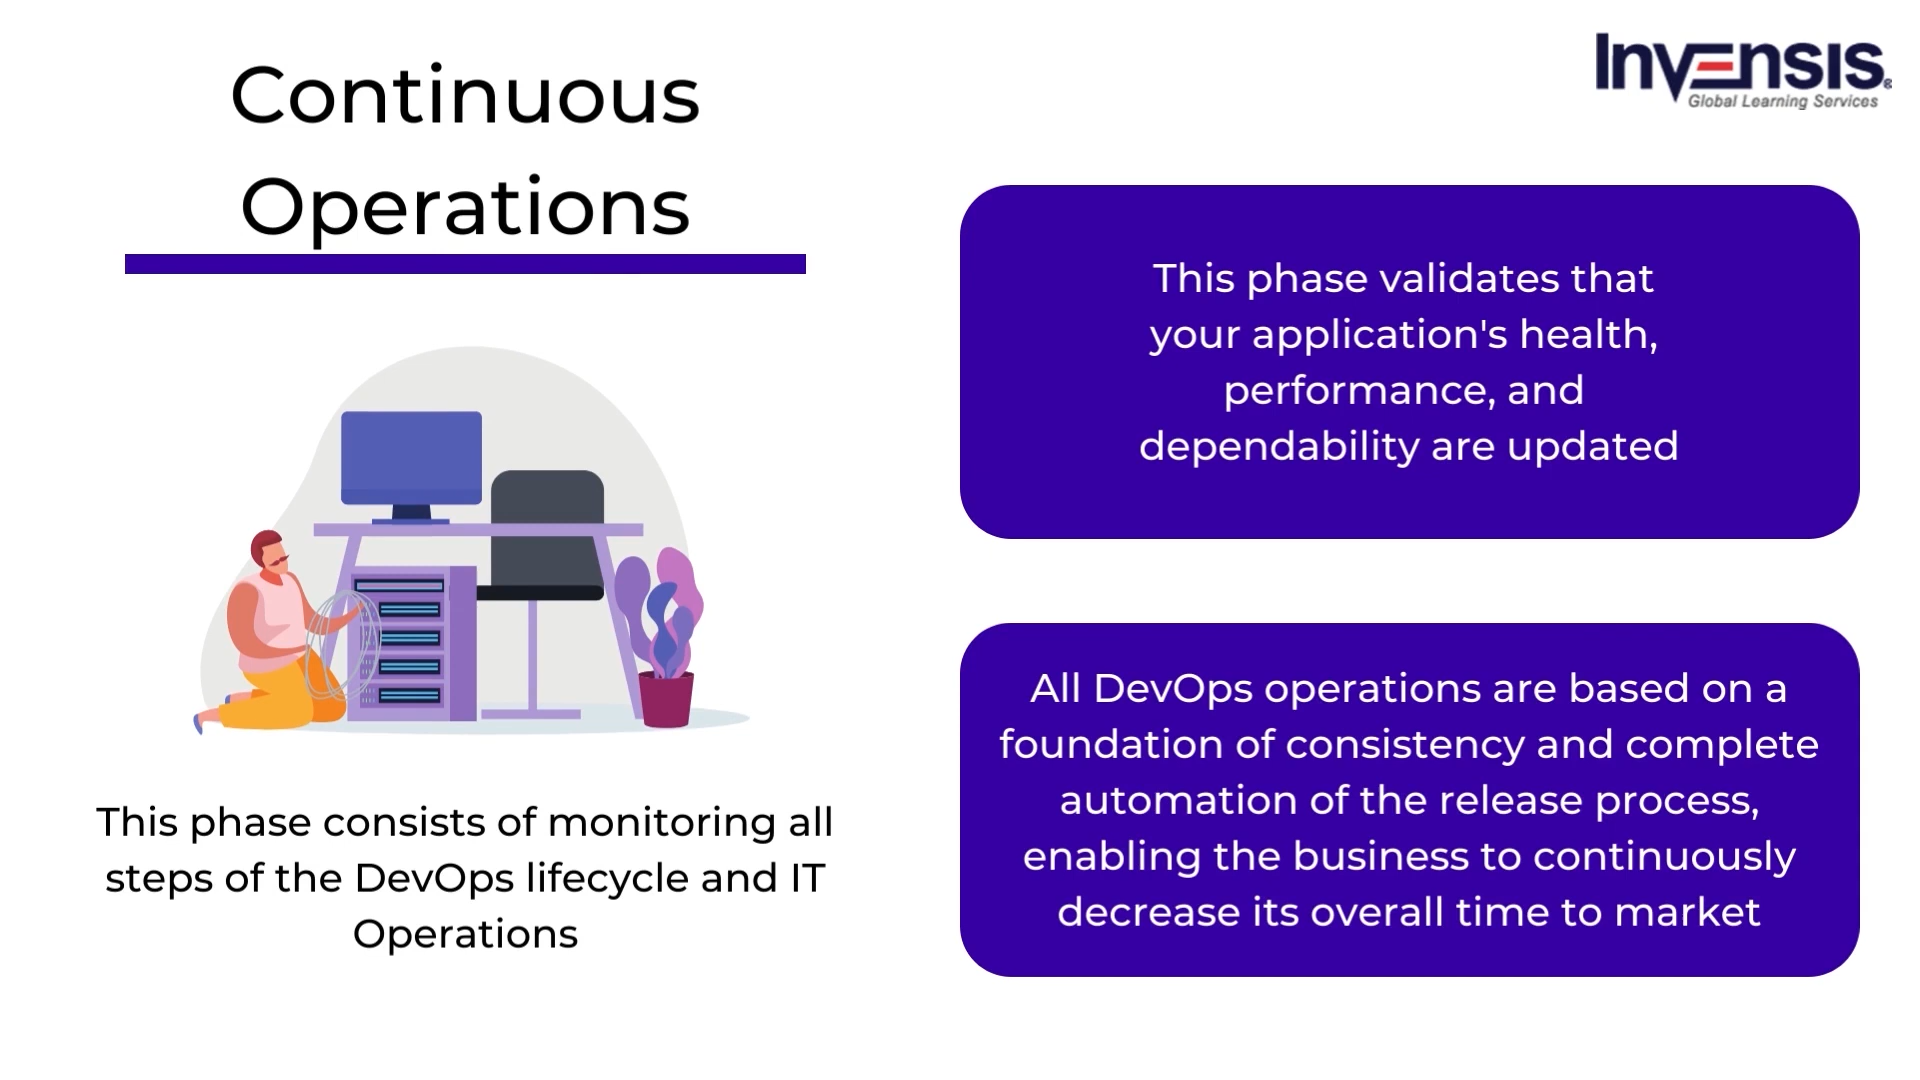 Continuous
Operations
Invensis®
Global Learning Services
This phase validates that
your application's health,
performance, and
dependability are updated
This phase consists of monitoring all
steps of the DevOps lifecycle and IT
Operations
All DevOps operations are based on a
foundation of consistency and complete
automation of the release process,
enabling the business to continuously
decrease its overall time to market